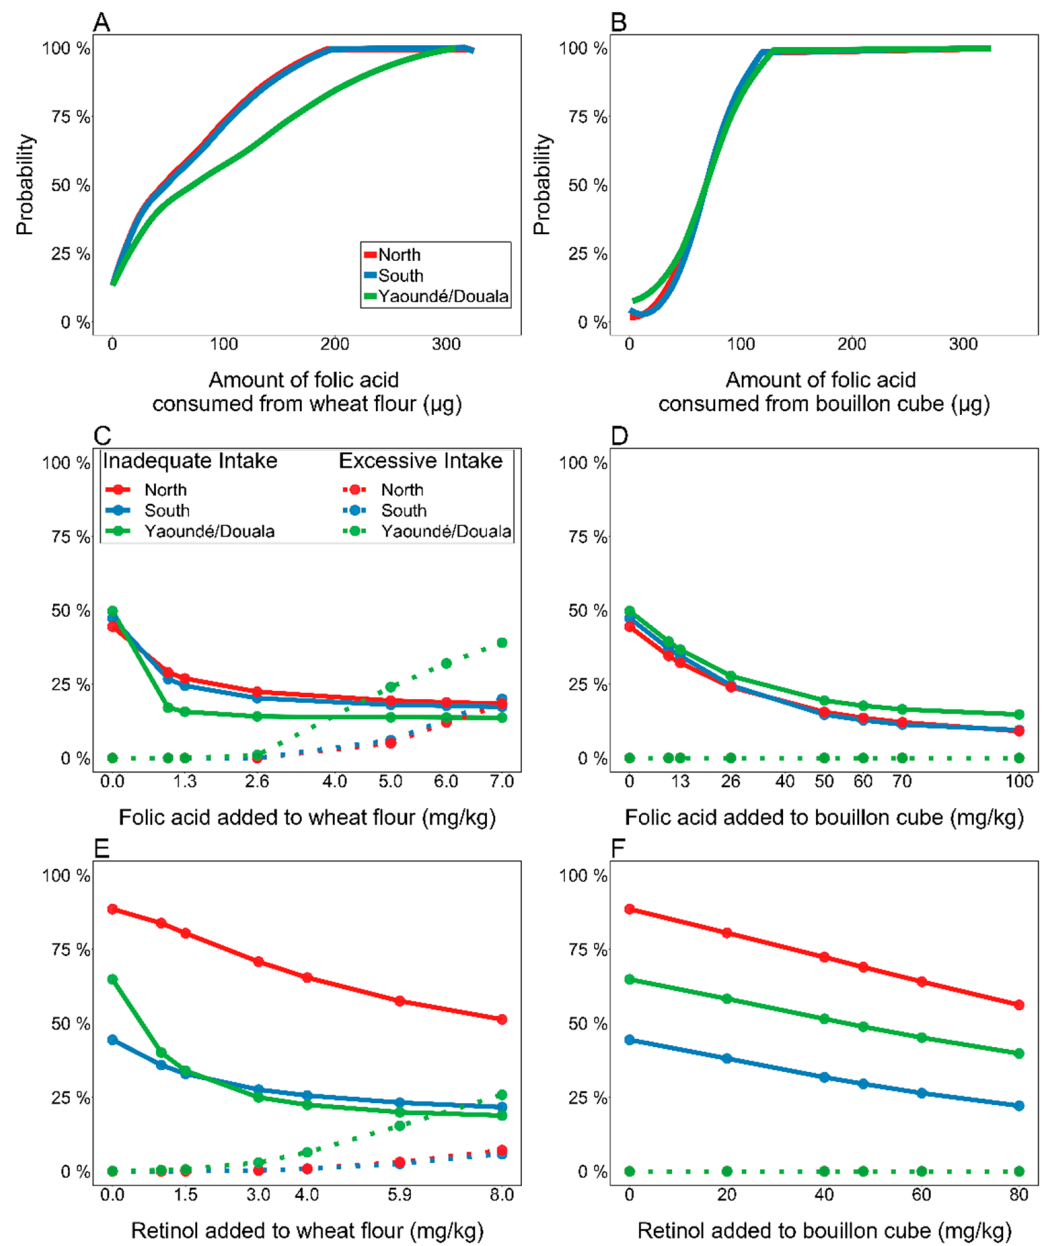 A
100 %
75 %
50 %
25 %
0 %
Probability
North
South
Yaoundé/Douala
0 100 200 300
Amount of folic acid
consumed from wheat flour (µg)
B
100 %
75 %
50 %
25 %
0 %
Probability
0 100 200 300
Amount of folic acid
consumed from bouillon cube (µg)
C
100 %
75 %
50 %
25 %
0 %
Inadequate Intake Excessive Intake
North North
South South
Yaoundé/Douala Yaoundé/Douala
0.0 1.3 2.6 4.0 5.0 6.0 7.0
Folic acid added to wheat flour (mg/kg)
D
100 %
75 %
50 %
25 %
0 %
0 13 26 40 50 60 70 100
Folic acid added to bouillon cube (mg/kg)
E
100 %
75 %
50 %
25 %
0 %
0.0 1.5 3.0 4.0 5.9 8.0
Retinol added to wheat flour (mg/kg)
F
100 %
75 %
50 %
25 %
0 %
0 20 40 60 80
Retinol added to bouillon cube (mg/kg)